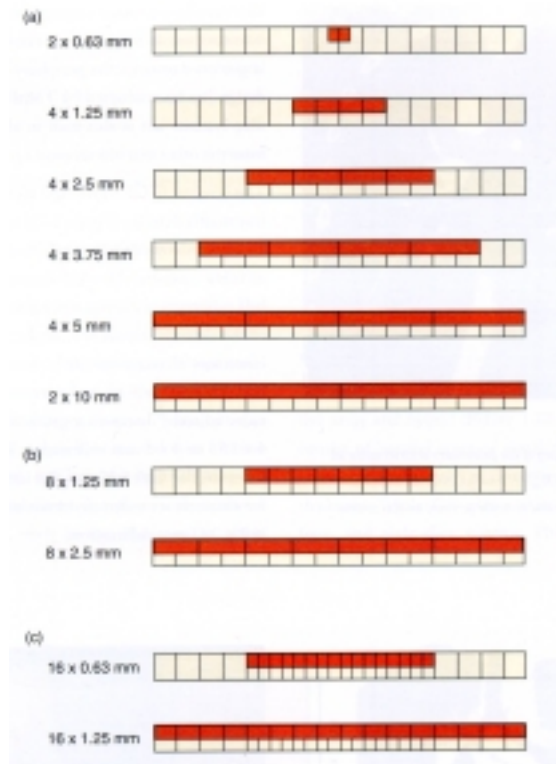 (a)
2 x 0.63 mm
4 x 1.25 mm
4 x 2.5 mm
4 x 3.75 mm
4 x 5 mm
2 x 10 mm
(b)
8 x 1.25 mm
8 x 2.5 mm
(c)
16 x 0.63 mm
16 x 1.25 mm